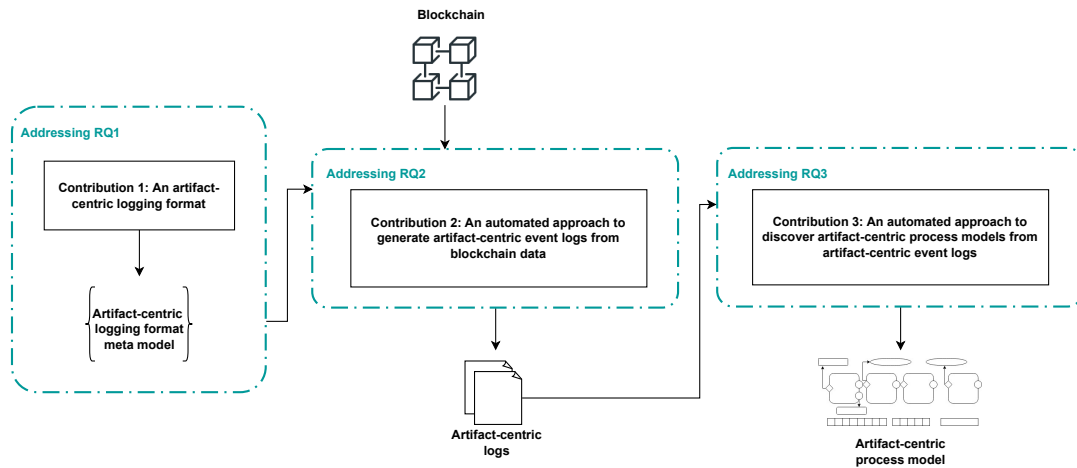 Blockchain
Addressing RQ1
Contribution 1: An artifact-
centric logging format
Artifact-centric
logging format
meta model
Addressing RQ2
Contribution 2: An automated approach to
generate artifact-centric event logs from
blockchain data
Artifact-centric
logs
Addressing RQ3
Contribution 3: An automated approach to
discover artifact-centric process models from
artifact-centric event logs
Artifact-centric
process model